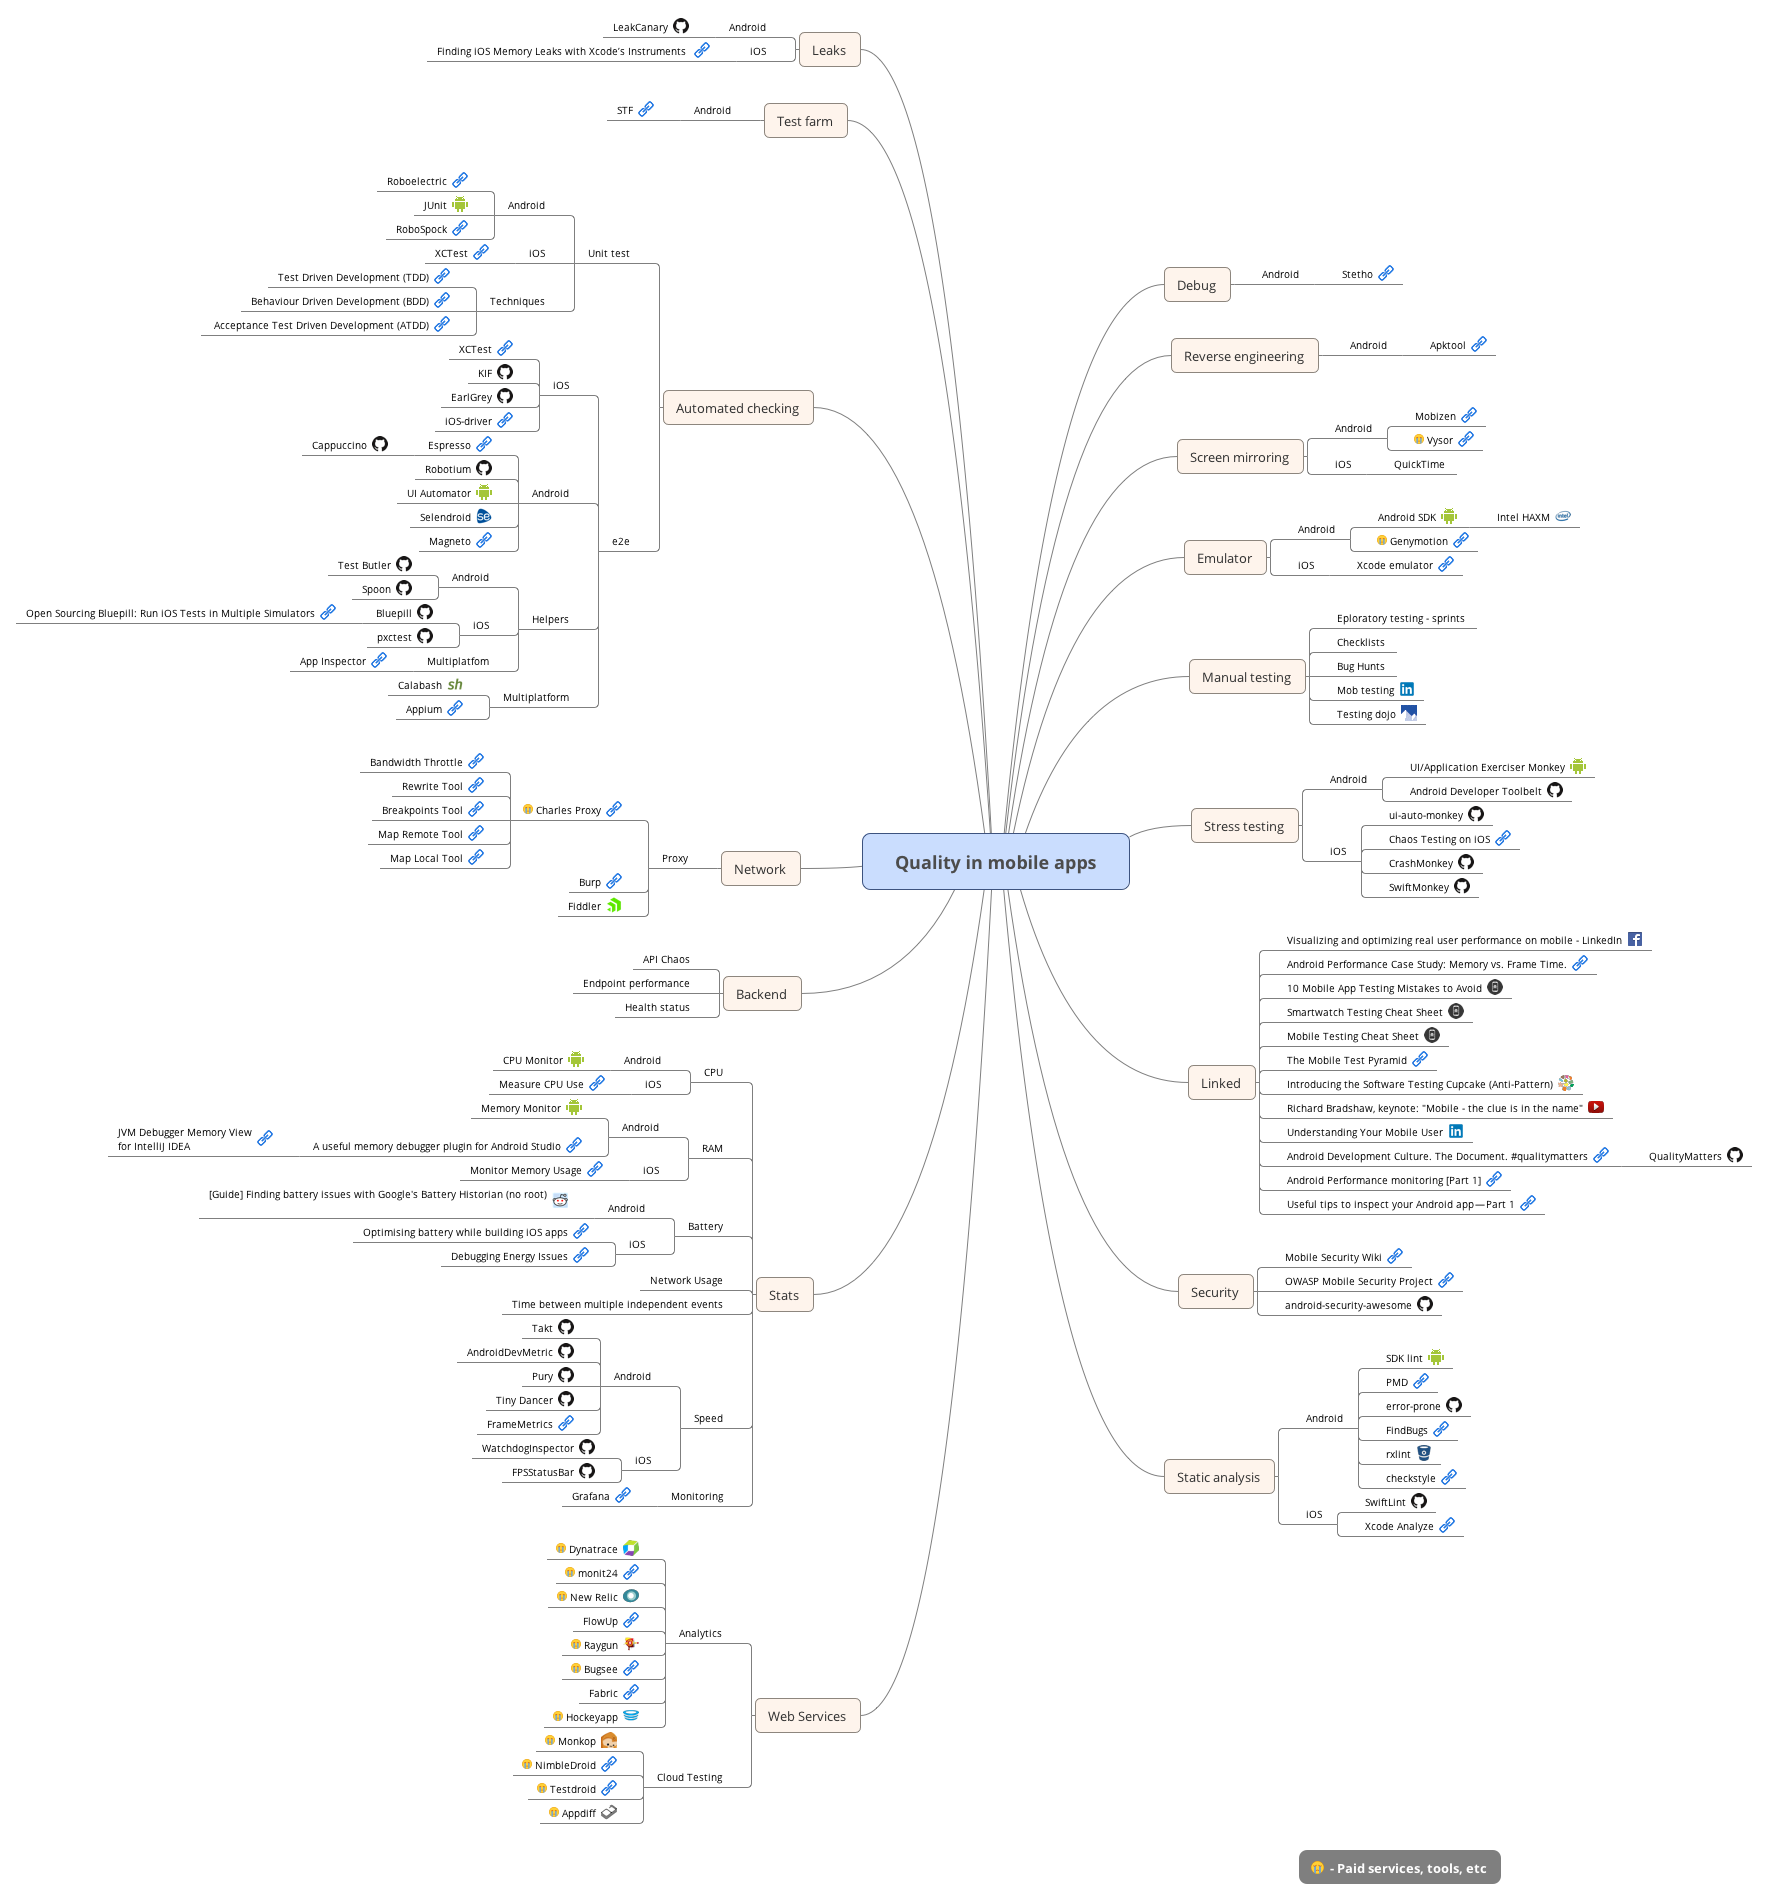 Quality in mobile apps
Leaks
Android
LeakCanary
iOS
Finding iOS Memory Leaks with Xcode's Instruments
Test farm
Android
STF
Automated checking
Unit test
Android
Roboelectric
JUnit
RoboSpock
iOS
XCTest
Techniques
Test Driven Development (TDD)
Behaviour Driven Development (BDD)
Acceptance Test Driven Development (ATDD)
e2e
iOS
XCTest
KIF
EarlGrey
iOS-driver
Android
Espresso
Cappuccino
Robotium
UI Automator
Selendroid
se
Magneto
Helpers
Android
Test Butler
Spoon
iOS
Bluepill
Open Sourcing Bluepill: Run iOS Tests in Multiple Simulators
pxctest
Multiplatfom
App Inspector
Multiplatform
Calabash
sh
Appium
Network
Proxy
Charles Proxy
Bandwidth Throttle
Rewrite Tool
Breakpoints Tool
Map Remote Tool
Map Local Tool
Burp
Fiddler
Backend
API Chaos
Endpoint performance
Health status
Stats
CPU
Android
CPU Monitor
iOS
Measure CPU Use
RAM
Android
Memory Monitor
A useful memory debugger plugin for Android Studio
JVM Debugger Memory View
for IntelliJ IDEA
iOS
Monitor Memory Usage
Battery
Android
[Guide] Finding battery issues with Google's Battery Historian (no root)
iOS
Optimising battery while building iOS apps
Debugging Energy Issues
Network Usage
Time between multiple independent events
Speed
Android
Takt
AndroidDevMetric
Pury
Tiny Dancer
FrameMetrics
iOS
WatchdogInspector
FPSStatusBar
Monitoring
Grafana
Web Services
Analytics
Dynatrace
monit24
New Relic
FlowUp
Raygun
Bugsee
Fabric
Hockeyapp
Cloud Testing
Monkop
NimbleDroid
Testdroid
Appdiff
Debug
Android
Stetho
Reverse engineering
Android
Apktool
Screen mirroring
Android
Mobizen
Vysor
iOS
QuickTime
Emulator
Android
Android SDK
Intel HAXM
intel
Genymotion
iOS
Xcode emulator
Manual testing
Eploratory testing - sprints
Checklists
Bug Hunts
Mob testing
in
Testing dojo
Stress testing
Android
UI/Application Exerciser Monkey
Android Developer Toolbelt
iOS
ui-auto-monkey
Chaos Testing on iOS
CrashMonkey
SwiftMonkey
Linked
Visualizing and optimizing real user performance on mobile - LinkedIn
f
Android Performance Case Study: Memory vs. Frame Time.
10 Mobile App Testing Mistakes to Avoid
Smartwatch Testing Cheat Sheet
Mobile Testing Cheat Sheet
The Mobile Test Pyramid
Introducing the Software Testing Cupcake (Anti-Pattern)
Richard Bradshaw, keynote: "Mobile - the clue is in the name"
Understanding Your Mobile User
in
Android Development Culture. The Document. #qualitymatters
QualityMatters
Android Performance monitoring [Part 1]
Useful tips to inspect your Android app — Part 1
Security
Mobile Security Wiki
OWASP Mobile Security Project
android-security-awesome
Static analysis
Android
SDK lint
PMD
error-prone
FindBugs
rxlint
checkstyle
iOS
SwiftLint
Xcode Analyze
- Paid services, tools, etc